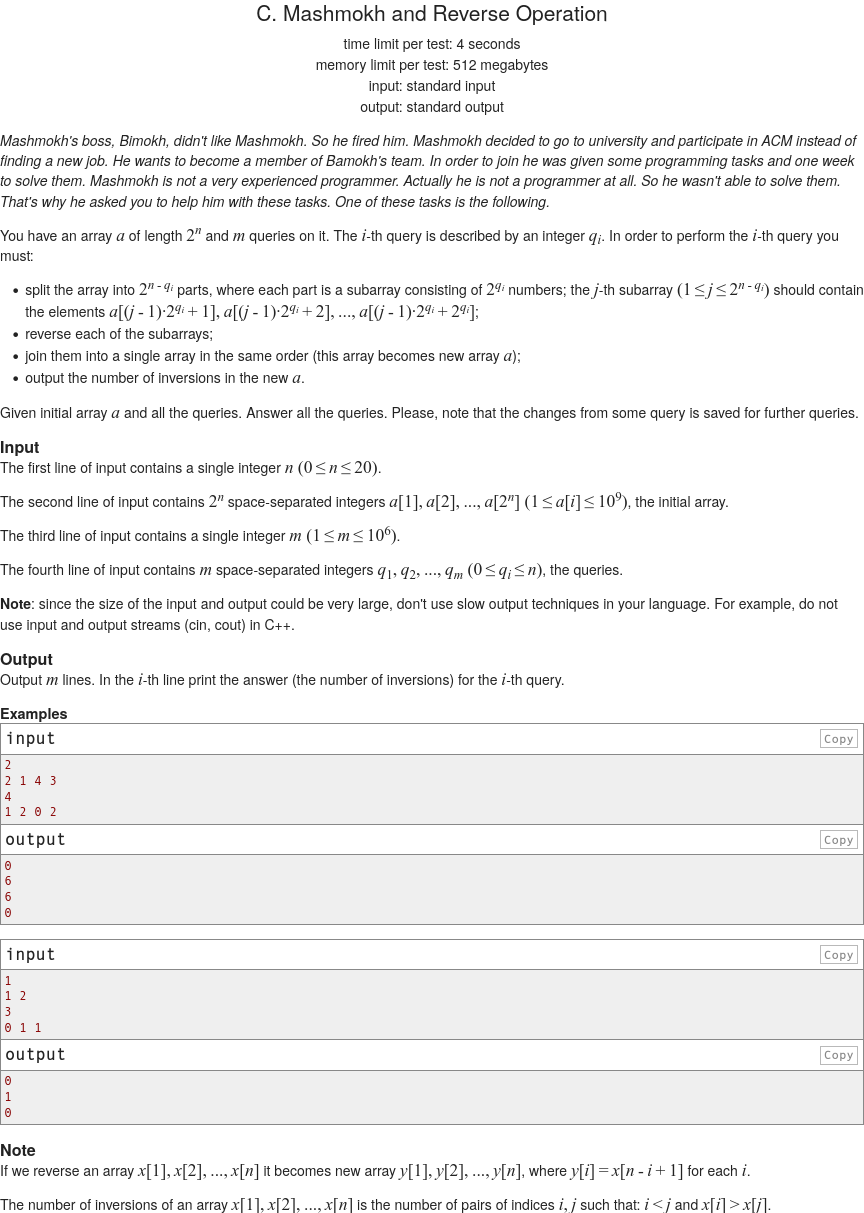 C. Mashmokh and Reverse Operation
time limit per test: 4 seconds
memory limit per test: 512 megabytes
input: standard input
output: standard output
Mashmokh's boss, Bimokh, didn't like Mashmokh. So he fired him. Mashmokh decided to go to university and participate in ACM instead of
finding a new job. He wants to become a member of Bamokh's team. In order to join he was given some programming tasks and one week
to solve them. Mashmokh is not a very experienced programmer. Actually he is not a programmer at all. So he wasn't able to solve them.
That's why he asked you to help him with these tasks. One of these tasks is the following.
You have an array a of length 2^n and m queries on it. The i-th query is described by an integer q_i. In order to perform the i-th query you
must:
• split the array into 2^{n - q_i} parts, where each part is a subarray consisting of 2^{q_i} numbers; the j-th subarray (1 ≤ j ≤ 2^{n - q_i}) should contain
the elements a[(j - 1)·2^{q_i} + 1], a[(j - 1)·2^{q_i} + 2], ..., a[(j - 1)·2^{q_i} + 2^{q_i}];
• reverse each of the subarrays;
• join them into a single array in the same order (this array becomes new array a);
• output the number of inversions in the new a.
Given initial array a and all the queries. Answer all the queries. Please, note that the changes from some query is saved for further queries.
Input
The first line of input contains a single integer n (0 ≤ n ≤ 20).
The second line of input contains 2^n space-separated integers a[1], a[2], ..., a[2^n] (1 ≤ a[i] ≤ 10^9), the initial array.
The third line of input contains a single integer m (1 ≤ m ≤ 10^6).
The fourth line of input contains m space-separated integers q_1, q_2, ..., q_m (0 ≤ q_i ≤ n), the queries.
Note: since the size of the input and output could be very large, don't use slow output techniques in your language. For example, do not
use input and output streams (cin, cout) in C++.
Output
Output m lines. In the i-th line print the answer (the number of inversions) for the i-th query.
Examples
input Copy
2
2 1 4 3
4
1 2 0 2
output Copy
0
6
6
0
input Copy
1
1 2
3
0 1 1
output Copy
0
1
0
Note
If we reverse an array x[1], x[2], ..., x[n] it becomes new array y[1], y[2], ..., y[n], where y[i] = x[n - i + 1] for each i.
The number of inversions of an array x[1], x[2], ..., x[n] is the number of pairs of indices i, j such that: i < j and x[i] > x[j].